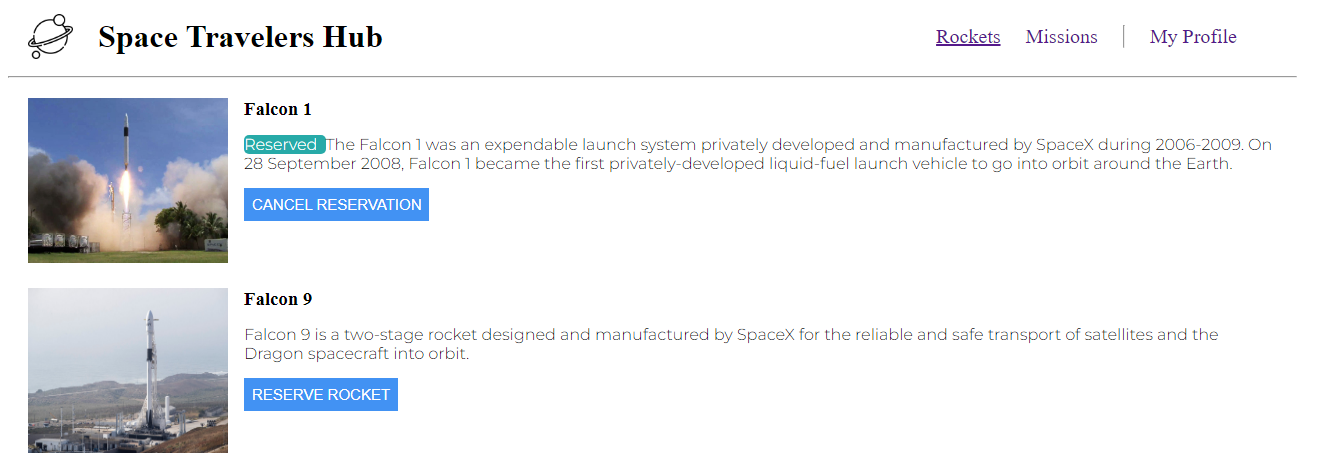 Space Travelers Hub
Rockets Missions My Profile
Falcon 1
Reserved The Falcon 1 was an expendable launch system privately developed and manufactured by SpaceX during 2006-2009. On
28 September 2008, Falcon 1 became the first privately-developed liquid-fuel launch vehicle to go into orbit around the Earth.
CANCEL RESERVATION
Falcon 9
Falcon 9 is a two-stage rocket designed and manufactured by SpaceX for the reliable and safe transport of satellites and the
Dragon spacecraft into orbit.
RESERVE ROCKET